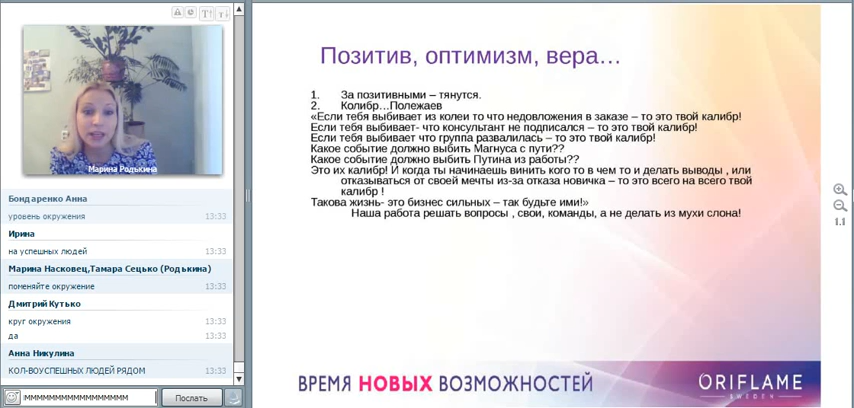 Марина Родькина
Бондаренко Анна
уровень окружения 13:33
Ирина
на успешных людей 13:33
Марина Насковец,Тамара Сецько (Родькина)
поменяйте окружение 13:33
Дмитрий Кутько
круг окружения 13:33
да 13:33
Анна Никулина
КОЛ-ВОУСПЕШНЫХ ЛЮДЕЙ РЯДОМ 13:33
Послать
Позитив, оптимизм, вера…
1. За позитивными – тянутся.
2. Колибр…Полежаев
«Если тебя выбивает из колеи то что недовложения в заказе – то это твой калибр!
Если тебя выбивает- что консультант не подписался – то это твой калибр!
Если тебя выбивает что группа развалилась – то это твой калибр!
Какое событие должно выбить Магнуса с пути??
Какое событие должно выбить Путина из работы??
Это их калибр! И когда ты начинаешь винить кого то в чем то и делать выводы , или
отказываться от своей мечты из-за отказа новичка – то это всего на всего твой
калибр !
Такова жизнь- это бизнес сильных – так будьте ими!»
Наша работа решать вопросы , свои, команды, а не делать из мухи слона!
1.1
ВРЕМЯ НОВЫХ ВОЗМОЖНОСТЕЙ
ORIFLAME
SWEDEN